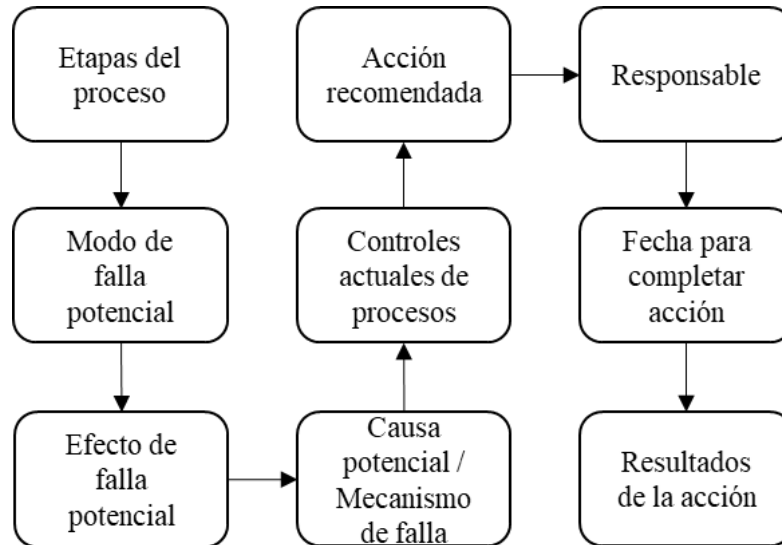 Etapas del
proceso
Modo de
falla
potencial
Efecto de
falla
potencial
Causa
potencial /
Mecanismo
de falla
Controles
actuales de
procesos
Acción
recomendada
Responsable
Fecha para
completar
acción
Resultados
de la acción